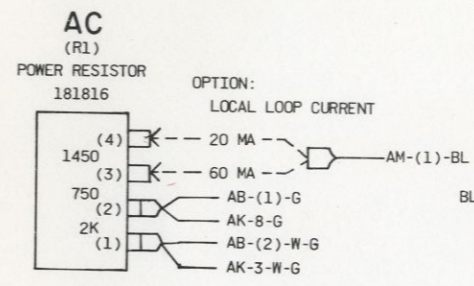 AC
(R1)
POWER RESISTOR
181816
OPTION:
LOCAL LOOP CURRENT
(4) 20 MA
1450
AM-(1)-BL
(3) 60 MA
750
AB-(1)-G
(2)
AK-8-G
2K
AB-(2)-W-G
(1)
AK-3-W-G
BL